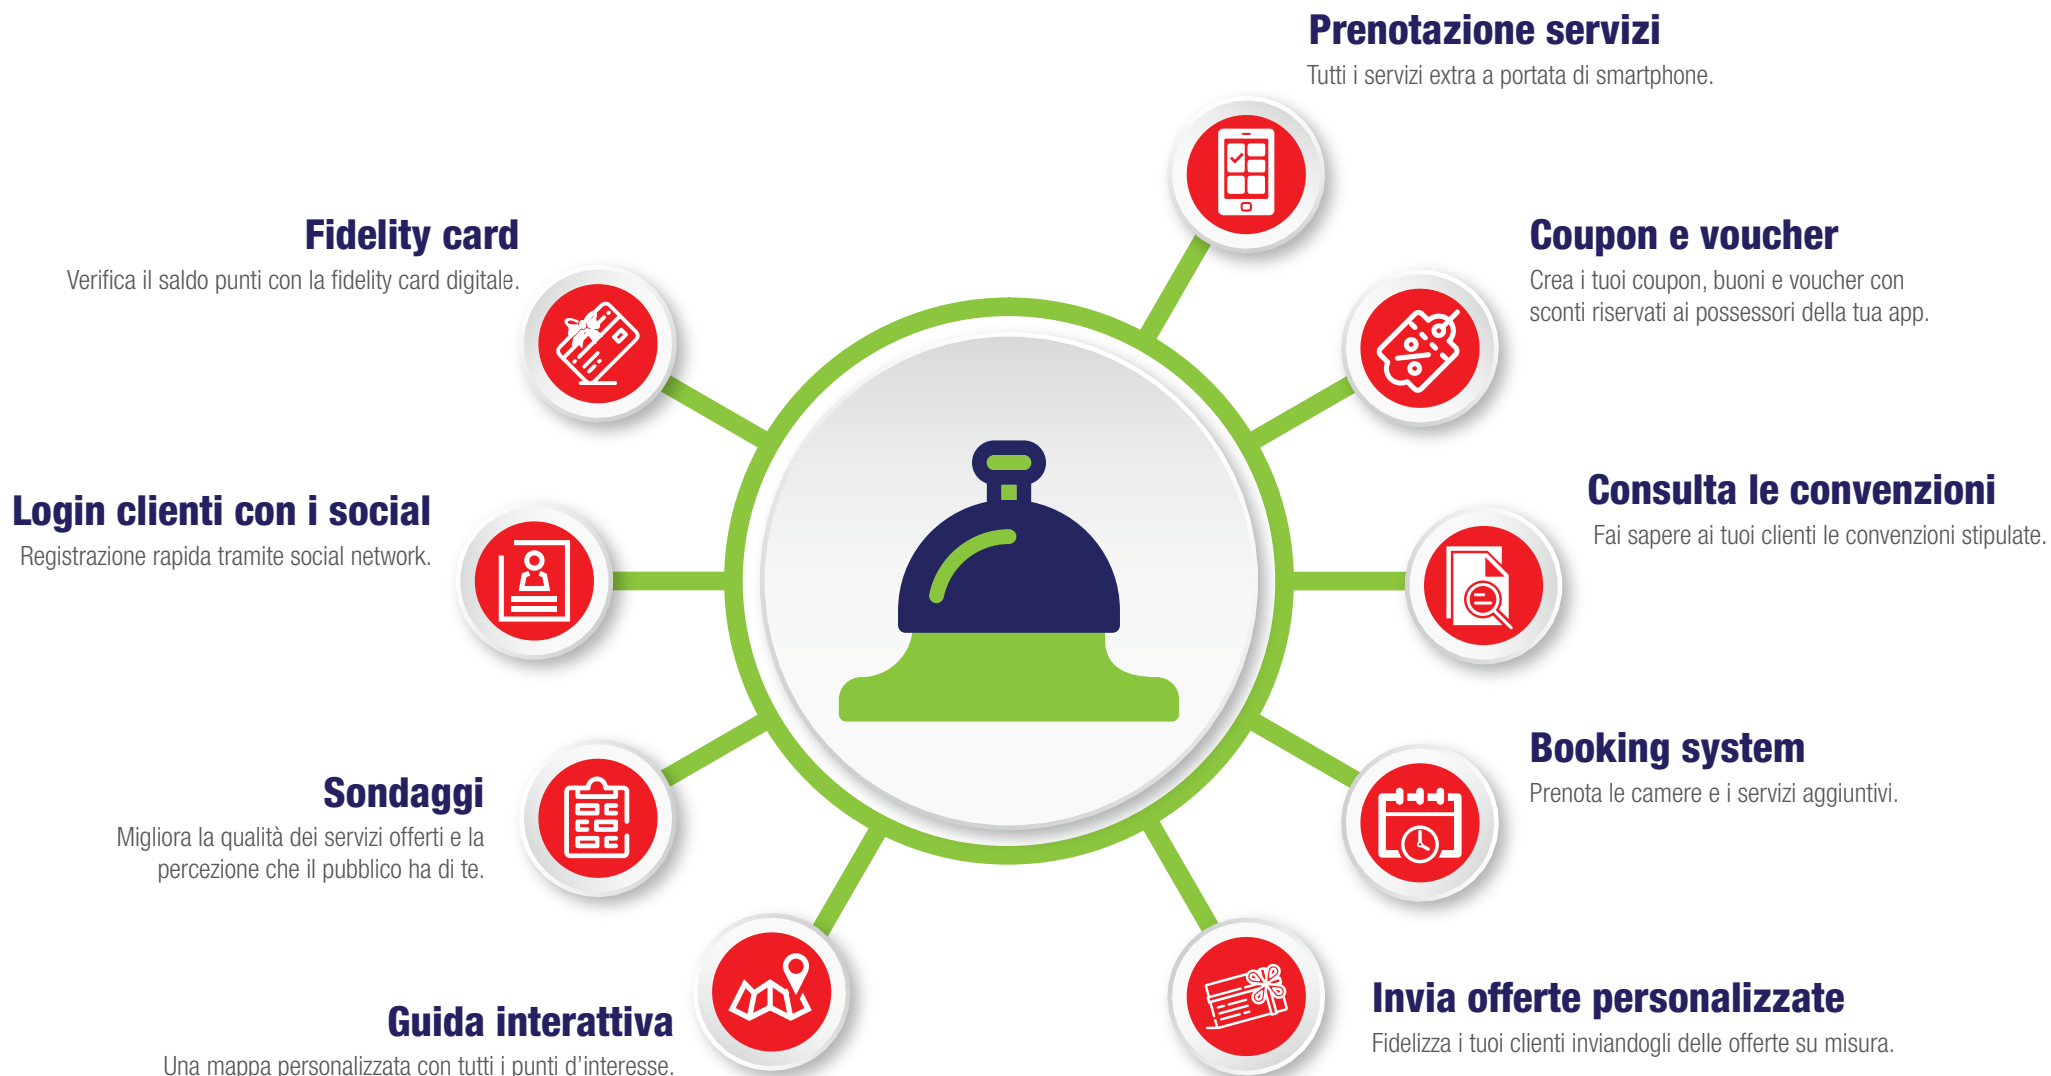 Prenotazione servizi
Tutti i servizi extra a portata di smartphone.
Fidelity card
Verifica il saldo punti con la fidelity card digitale.
Coupon e voucher
Crea i tuoi coupon, buoni e voucher con
sconti riservati ai possessori della tua app.
Login clienti con i social
Registrazione rapida tramite social network.
Consulta le convenzioni
Fai sapere ai tuoi clienti le convenzioni stipulate.
Sondaggi
Migliora la qualità dei servizi offerti e la
percezione che il pubblico ha di te.
Booking system
Prenota le camere e i servizi aggiuntivi.
Guida interattiva
Una mappa personalizzata con tutti i punti d’interesse.
Invia offerte personalizzate
Fidelizza i tuoi clienti inviandogli delle offerte su misura.